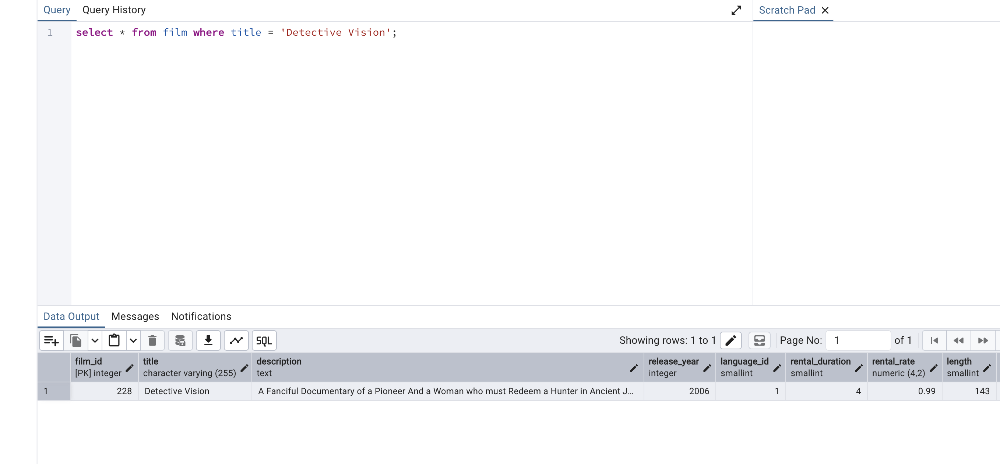 Query Query History Scratch Pad
1 select * from film where title = 'Detective Vision';
Data Output Messages Notifications
SQL Showing rows: 1 to 1 Page No: 1 of 1
film_id title description release_year language_id rental_duration rental_rate length
[PK] integer character varying (255) text integer smallint smallint numeric (4,2) smallint
1 228 Detective Vision A Fanciful Documentary of a Pioneer And a Woman who must Redeem a Hunter in Ancient J... 2006 1 4 0.99 143